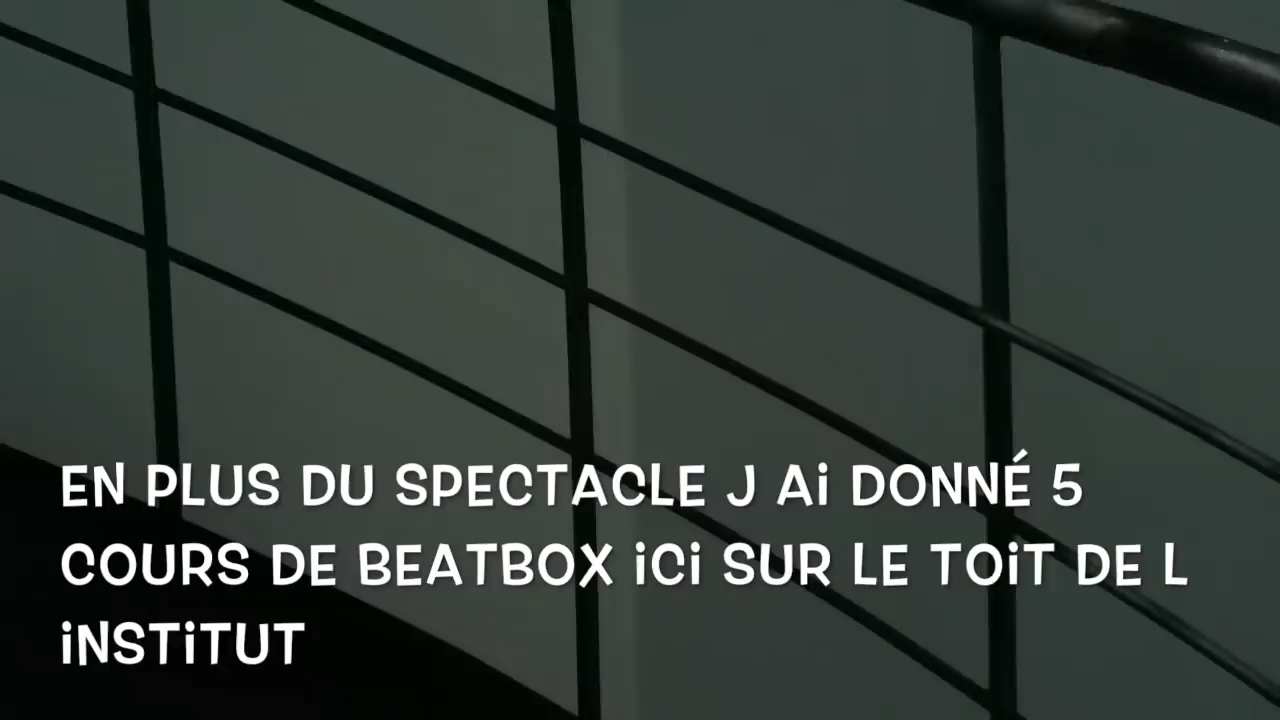 EN PLUS DU SPECTACLE J Ai DONNÉ 5
COURS DE BEATBOX iCi SUR LE TOiT DE L
iNSTiTUT